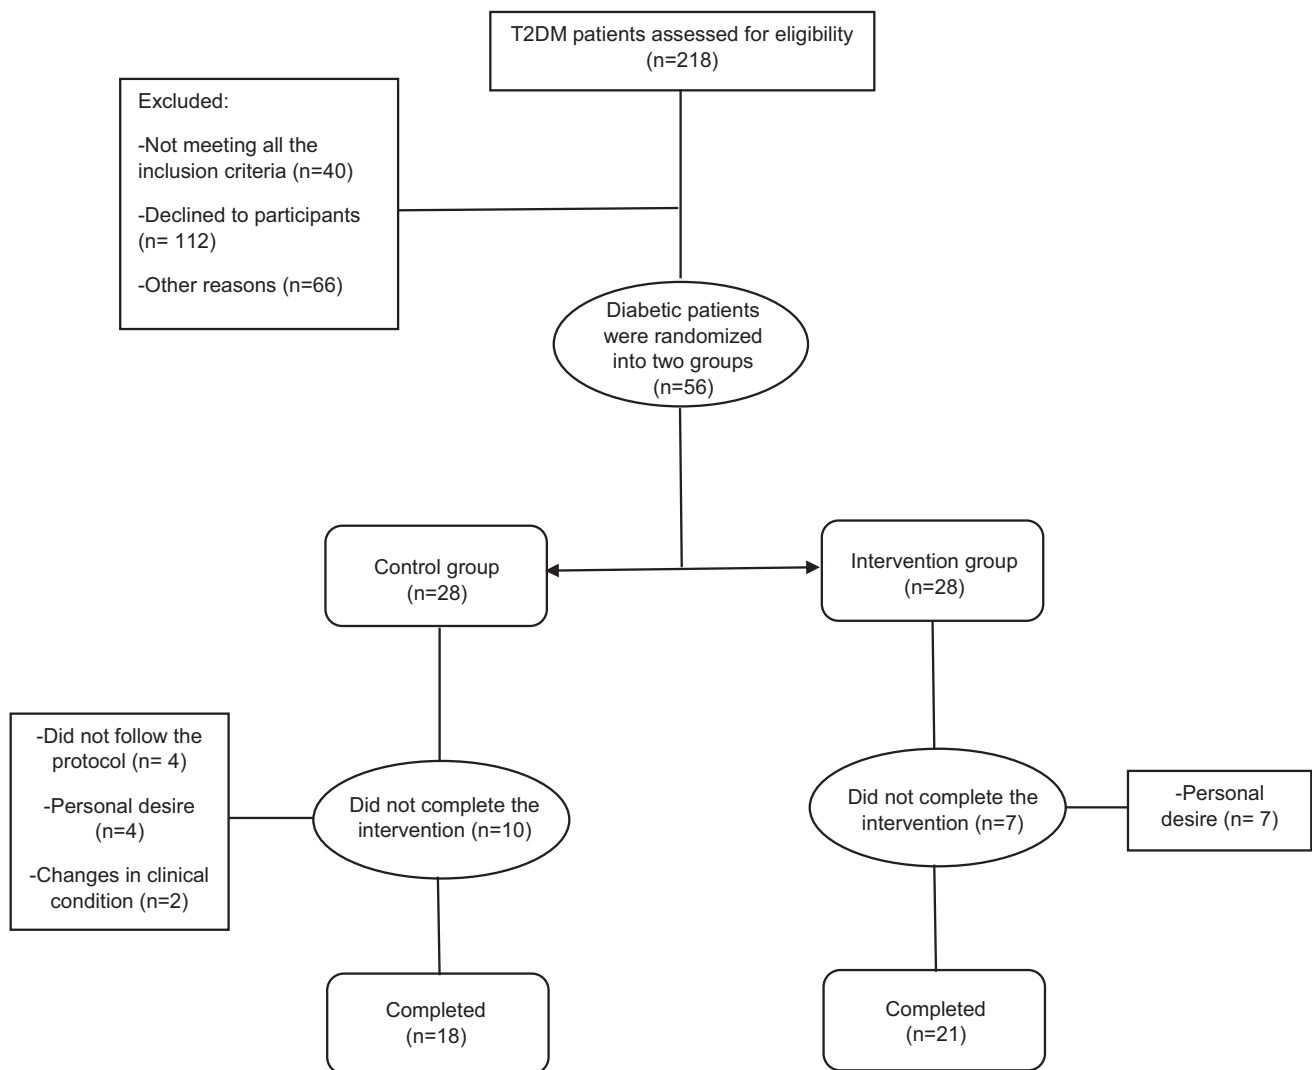 T2DM patients assessed for eligibility
(n=218)
Excluded:
-Not meeting all the
inclusion criteria (n=40)
-Declined to participants
(n= 112)
-Other reasons (n=66)
Diabetic patients
were randomized
into two groups
(n=56)
Control group
(n=28)
Intervention group
(n=28)
-Did not follow the
protocol (n= 4)
-Personal desire
(n=4)
-Changes in clinical
condition (n=2)
Did not complete the
intervention (n=10)
Did not complete the
intervention (n=7)
-Personal
desire (n= 7)
Completed
(n=18)
Completed
(n=21)